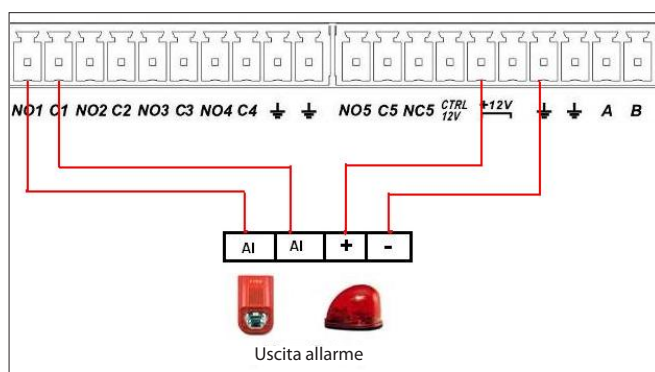 NO1 C1 NO2 C2 NO3 C3 NO4 C4 NO5 C5 NC5 CTRL 12V +12V A B
AI AI + -
Uscita allarme